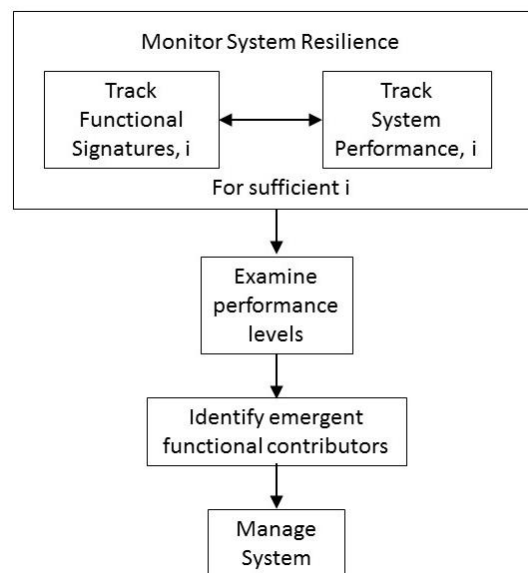 Monitor System Resilience
Track
Functional
Signatures, i
Track
System
Performance, i
For sufficient i
Examine
performance
levels
Identify emergent
functional contributors
Manage
System